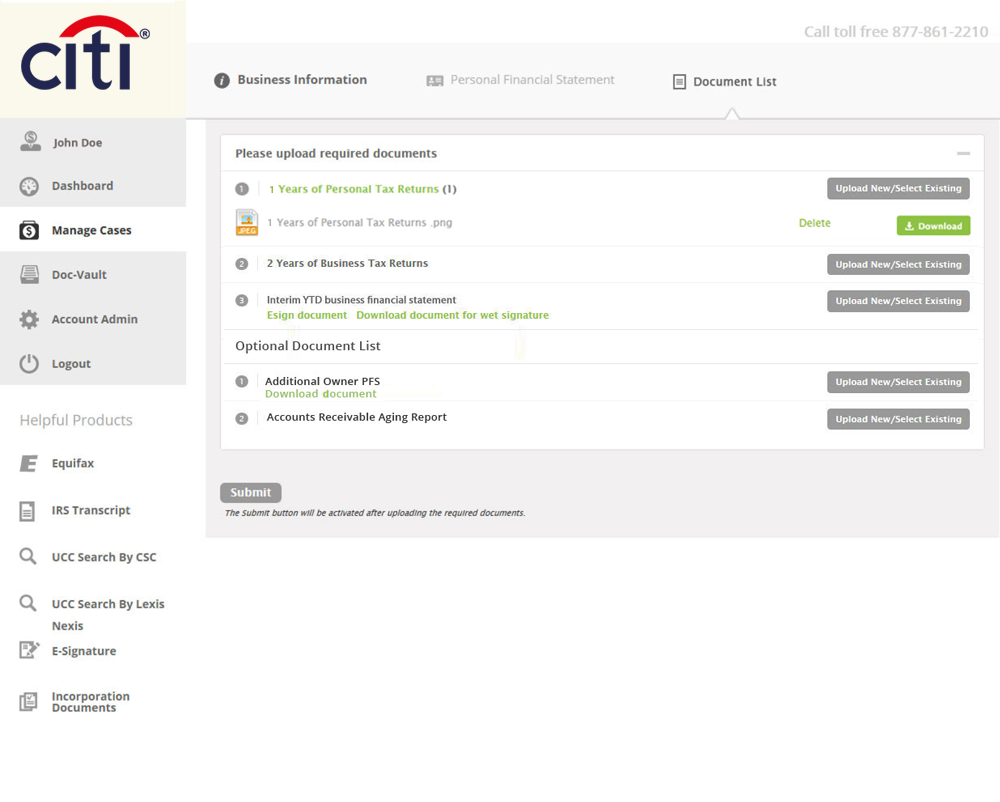 citi®
Call toll free 877-861-2210
i Business Information
Personal Financial Statement
Document List
John Doe
Dashboard
Manage Cases
Doc-Vault
Account Admin
Logout
Helpful Products
Equifax
IRS Transcript
UCC Search By CSC
UCC Search By Lexis
Nexis
E-Signature
Incorporation
Documents
Please upload required documents
1 1 Years of Personal Tax Returns (1) Upload New/Select Existing
JPEG 1 Years of Personal Tax Returns .png Delete Download
2 2 Years of Business Tax Returns Upload New/Select Existing
3 Interim YTD business financial statement Upload New/Select Existing
Esign document Download document for wet signature
Optional Document List
1 Additional Owner PFS Upload New/Select Existing
Download document
2 Accounts Receivable Aging Report Upload New/Select Existing
Submit
The Submit button will be activated after uploading the required documents.